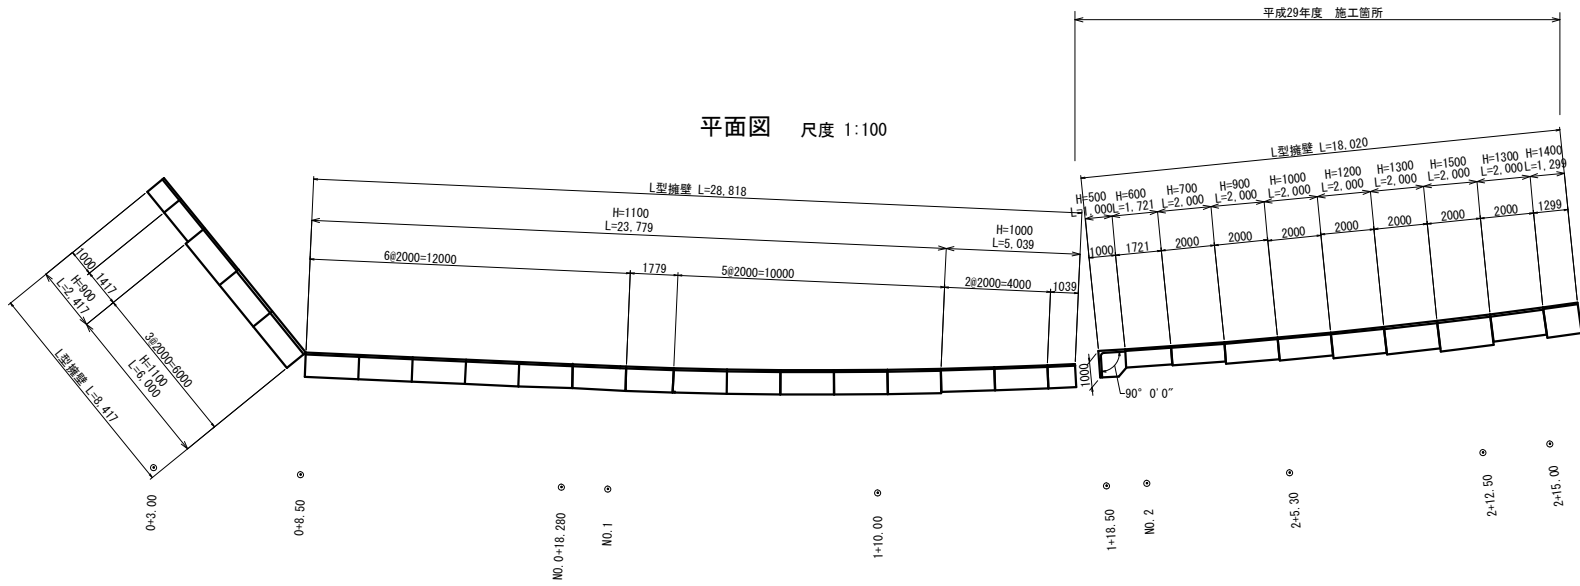 平成29年度 施工箇所
平面図 尺度 1:100
L型擁壁 L=18.020
H=500
L=1,000
H=600
L=1,721
H=700
L=2,000
H=900
L=2,000
H=1000
L=2,000
H=1200
L=2,000
H=1300
L=2,000
H=1500
L=2,000
H=1300
L=2,000
H=1400
L=1,299
1000
1721
2000
2000
2000
2000
2000
2000
2000
1299
L型擁壁 L=28,818
H=1100
L=23,779
H=1000
L=5,039
6@2000=12000
1779
5@2000=10000
2@2000=4000
1039
1000
1417
H=900
L=2,417
3@2000=6000
H=1100
L=6,000
L型擁壁 L=8,417
1000
90° 0'0"
0+3.00
0+8.50
NO.0+18.280
NO.1
1+10.00
1+18.50
NO.2
2+5.30
2+12.50
2+15.00